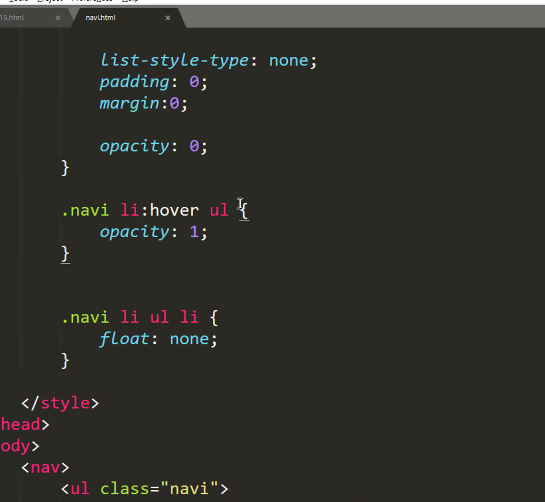 15.html × navi.html ×
list-style-type: none;
padding: 0;
margin:0;
opacity: 0;
}
.navi li:hover ul {
opacity: 1;
}
.navi li ul li {
float: none;
}
</style>
head>
ody>
<nav>
<ul class="navi">